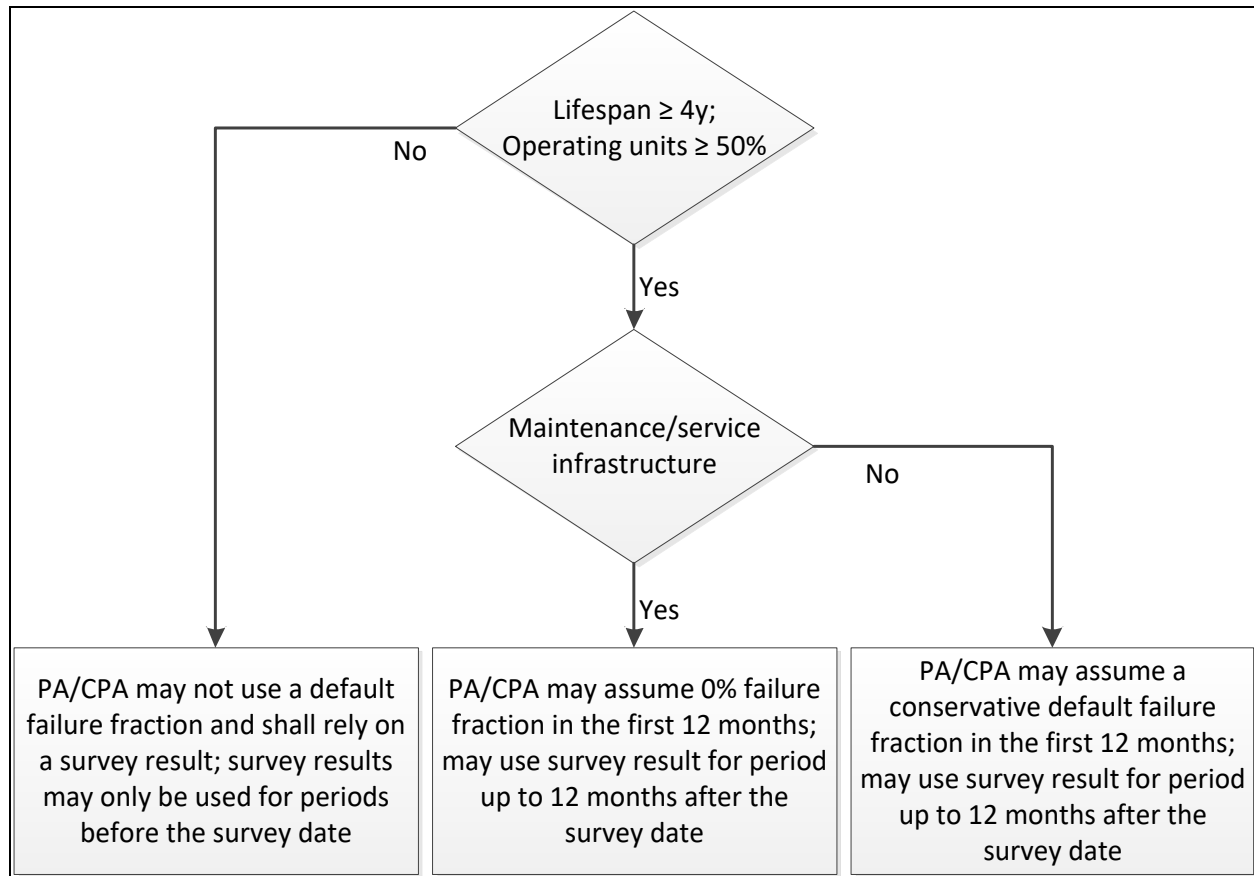 Lifespan ≥ 4y;
Operating units ≥ 50%
No
Yes
Maintenance/service
infrastructure
No
Yes
PA/CPA may not use a default
failure fraction and shall rely on
a survey result; survey results
may only be used for periods
before the survey date
PA/CPA may assume 0% failure
fraction in the first 12 months;
may use survey result for period
up to 12 months after the
survey date
PA/CPA may assume a
conservative default failure
fraction in the first 12 months;
may use survey result for period
up to 12 months after the
survey date